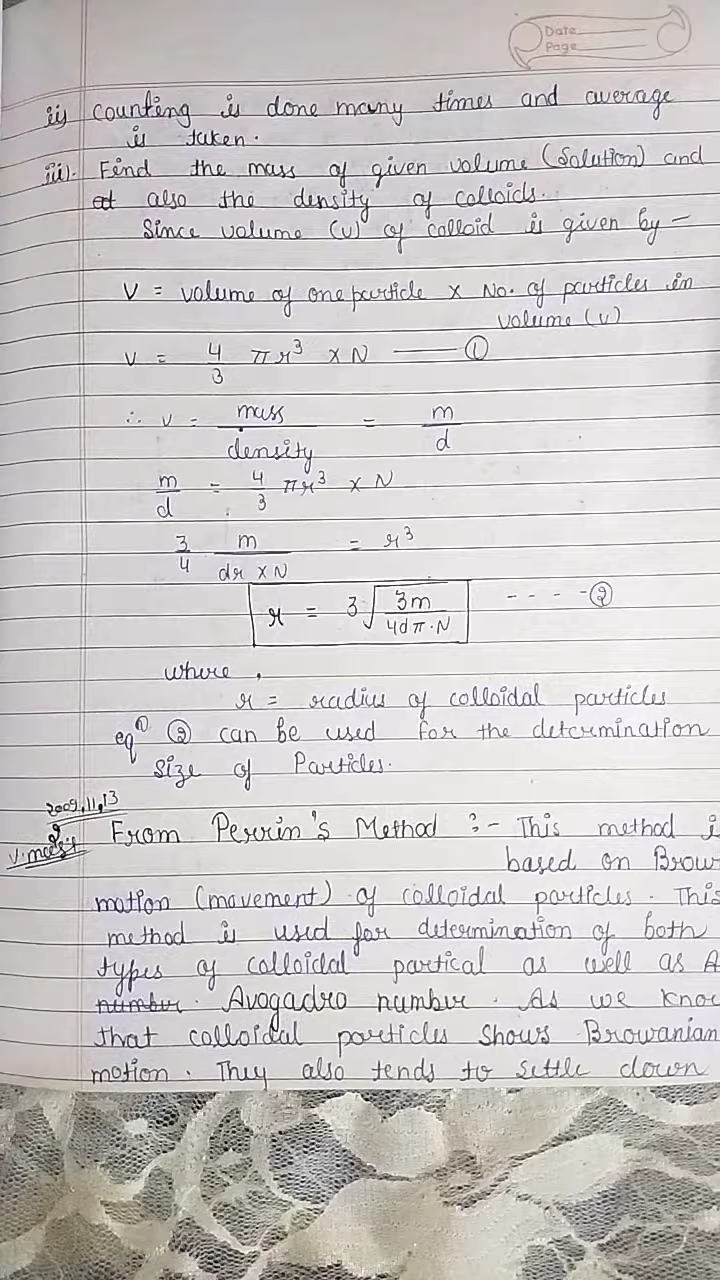 Date
Page
ii) counting is done many times and average
is taken.
iii). Find the mass of given volume (Solution) and
also the density of colloids.
Since volume (v) of colloid is given by –
V = volume of one particle × No. of particles in
volume (v)
V = 4/3 πr³ × N —— ①
∴ v = mass/density = m/d
m/d = 4/3 πr³ × N
3/4 m/dπ × N = r³
r = 3√(3m/4dπ·N) - - - - ②
where,
r = radius of colloidal particles
eqⁿ ② can be used for the determination
size of Particles.
2009,11,13
From Perrin's Method :- This method i
based on Brow
motion (movement) of colloidal particles. This
method is used for determination of both
types of colloidal partical as well as A
number. Avogadro number. As we know
that colloidal particles shows Browanian
motion. They also tends to settle down